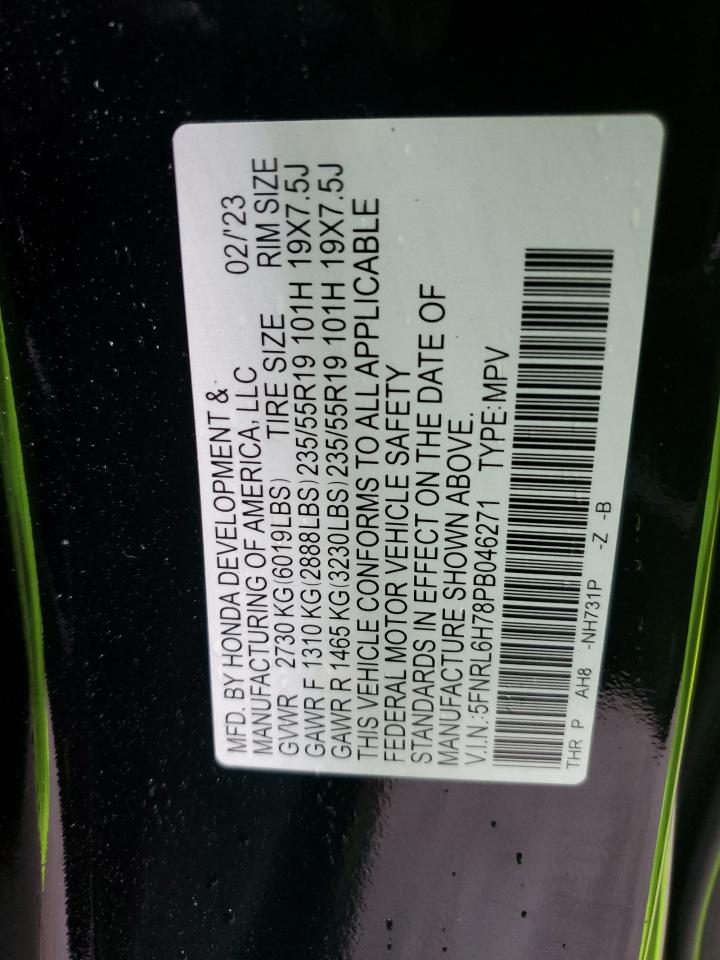 MFD. BY HONDA DEVELOPMENT &
MANUFACTURING OF AMERICA, LLC 02/'23
GVWR 2730 KG(6019LBS) TIRE SIZE RIM SIZE
GAWR F 1310 KG(2888LBS) 235/55R19 101H 19X7.5J
GAWR R 1465 KG(3230LBS) 235/55R19 101H 19X7.5J
THIS VEHICLE CONFORMS TO ALL APPLICABLE
FEDERAL MOTOR VEHICLE SAFETY
STANDARDS IN EFFECT ON THE DATE OF
MANUFACTURE SHOWN ABOVE.
V.I.N.:5FNRL6H78PB046271 TYPE:MPV
THR P AH8 -NH731P -Z -B